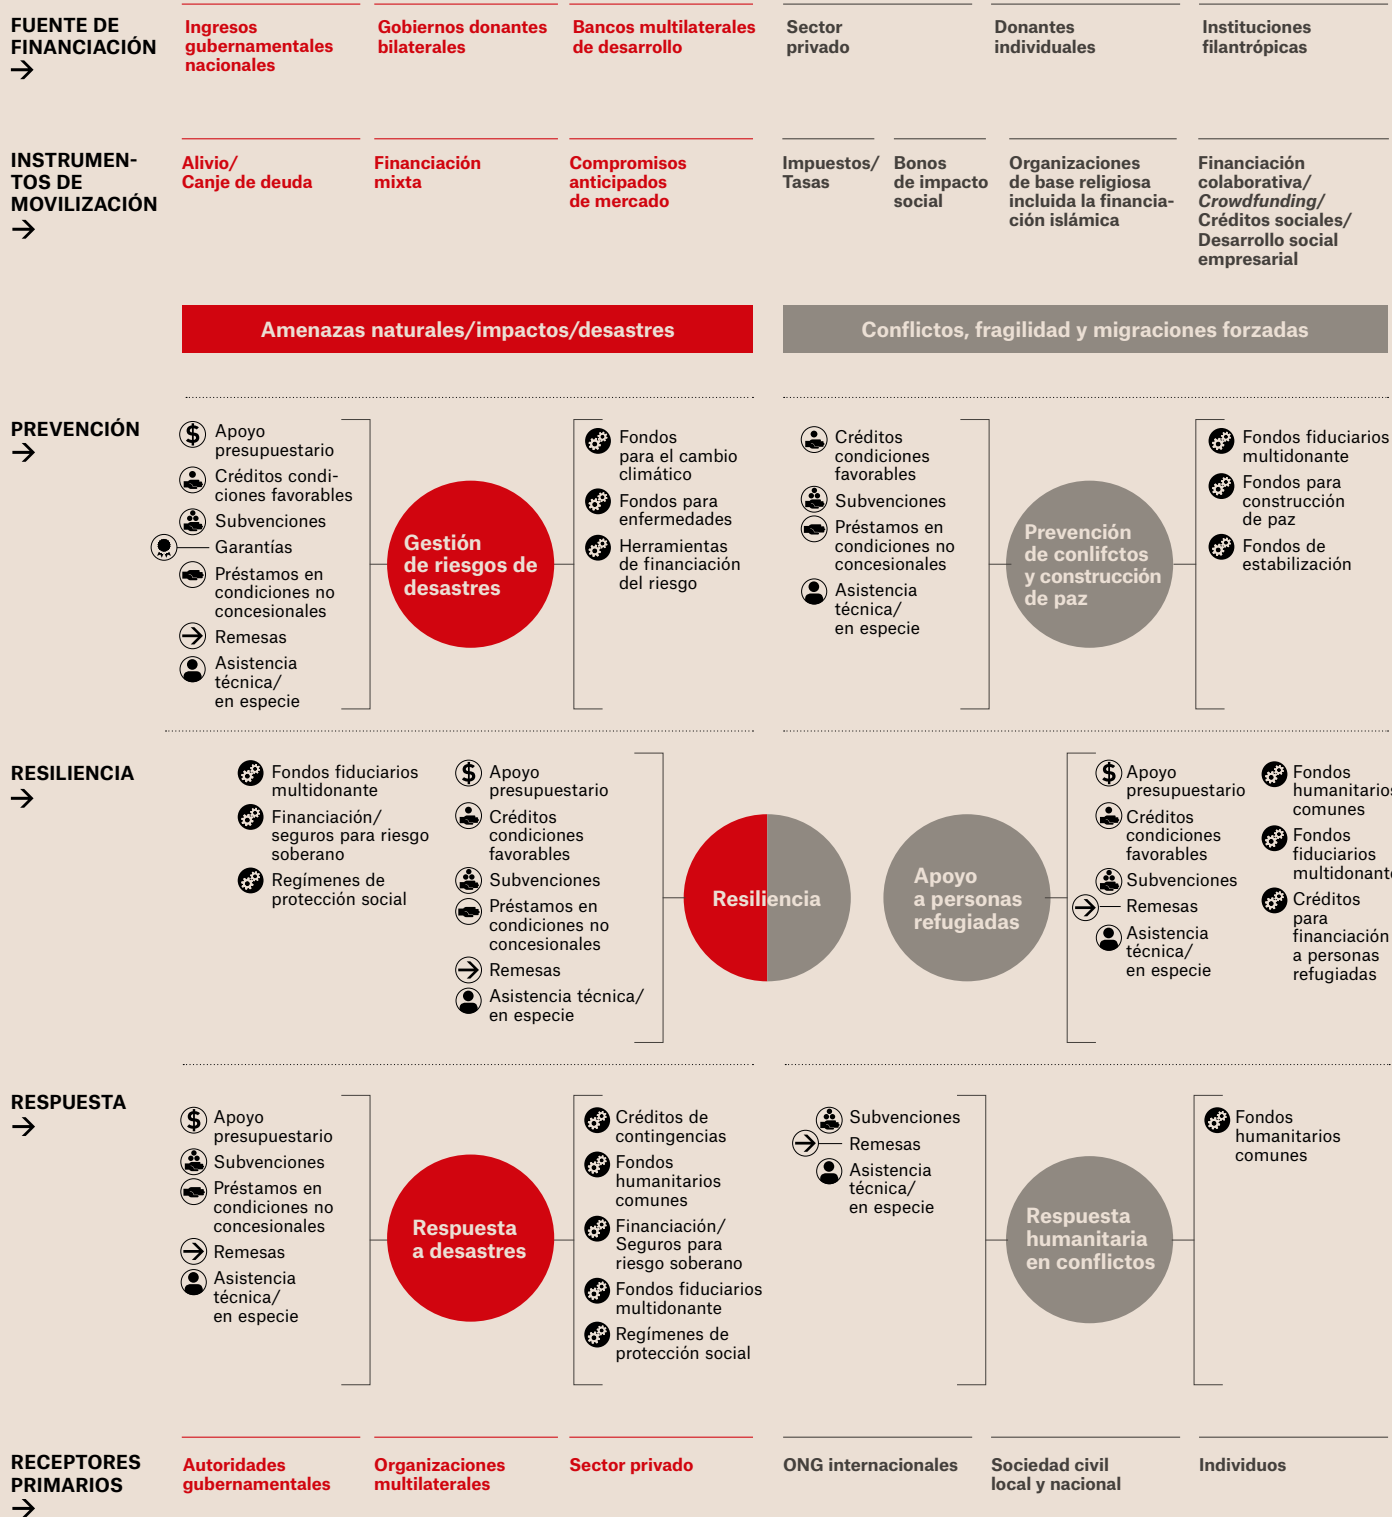 FUENTE DE
FINANCIACIÓN
→
Ingresos
gubernamentales
nacionales
Gobiernos donantes
bilaterales
Bancos multilaterales
de desarrollo
Sector
privado
Donantes
individuales
Instituciones
filantrópicas
INSTRUMEN-
TOS DE
MOVILIZACIÓN
→
Alivio/
Canje de deuda
Financiación
mixta
Compromisos
anticipados
de mercado
Impuestos/
Tasas
Bonos
de impacto
social
Organizaciones
de base religiosa
incluida la financia-
ción islámica
Financiación
colaborativa/
Crowdfunding/
Créditos sociales/
Desarrollo social
empresarial
Amenazas naturales/impactos/desastres
Conflictos, fragilidad y migraciones forzadas
PREVENCIÓN
→
$ Apoyo
presupuestario
Créditos condi-
ciones favorables
Subvenciones
Garantías
Préstamos en
condiciones no
concesionales
Remesas
Asistencia
técnica/
en especie
Gestión
de riesgos de
desastres
Fondos
para el cambio
climático
Fondos para
enfermedades
Herramientas
de financiación
del riesgo
Créditos
condiciones
favorables
Subvenciones
Préstamos en
condiciones no
concesionales
Asistencia
técnica/
en especie
Prevención
de conlifctos
y construcción
de paz
Fondos fiduciarios
multidonante
Fondos para
construcción
de paz
Fondos de
estabilización
RESILIENCIA
→
Fondos fiduciarios
multidonante
Financiación/
seguros para riesgo
soberano
Regímenes de
protección social
$ Apoyo
presupuestario
Créditos
condiciones
favorables
Subvenciones
Préstamos en
condiciones no
concesionales
Remesas
Asistencia técnica/
en especie
Resiliencia
Apoyo
a personas
refugiadas
$ Apoyo
presupuestario
Créditos
condiciones
favorables
Subvenciones
Remesas
Asistencia
técnica/
en especie
Fondos
humanitarios
comunes
Fondos
fiduciarios
multidonante
Créditos
para
financiación
a personas
refugiadas
RESPUESTA
→
$ Apoyo
presupuestario
Subvenciones
Préstamos en
condiciones no
concesionales
Remesas
Asistencia
técnica/
en especie
Respuesta
a desastres
Créditos de
contingencias
Fondos
humanitarios
comunes
Financiación/
Seguros para
riesgo soberano
Fondos fiduciarios
multidonante
Regímenes de
protección social
Subvenciones
Remesas
Asistencia
técnica/
en especie
Respuesta
humanitaria
en conflictos
Fondos
humanitarios
comunes
RECEPTORES
PRIMARIOS
→
Autoridades
gubernamentales
Organizaciones
multilaterales
Sector privado
ONG internacionales
Sociedad civil
local y nacional
Individuos